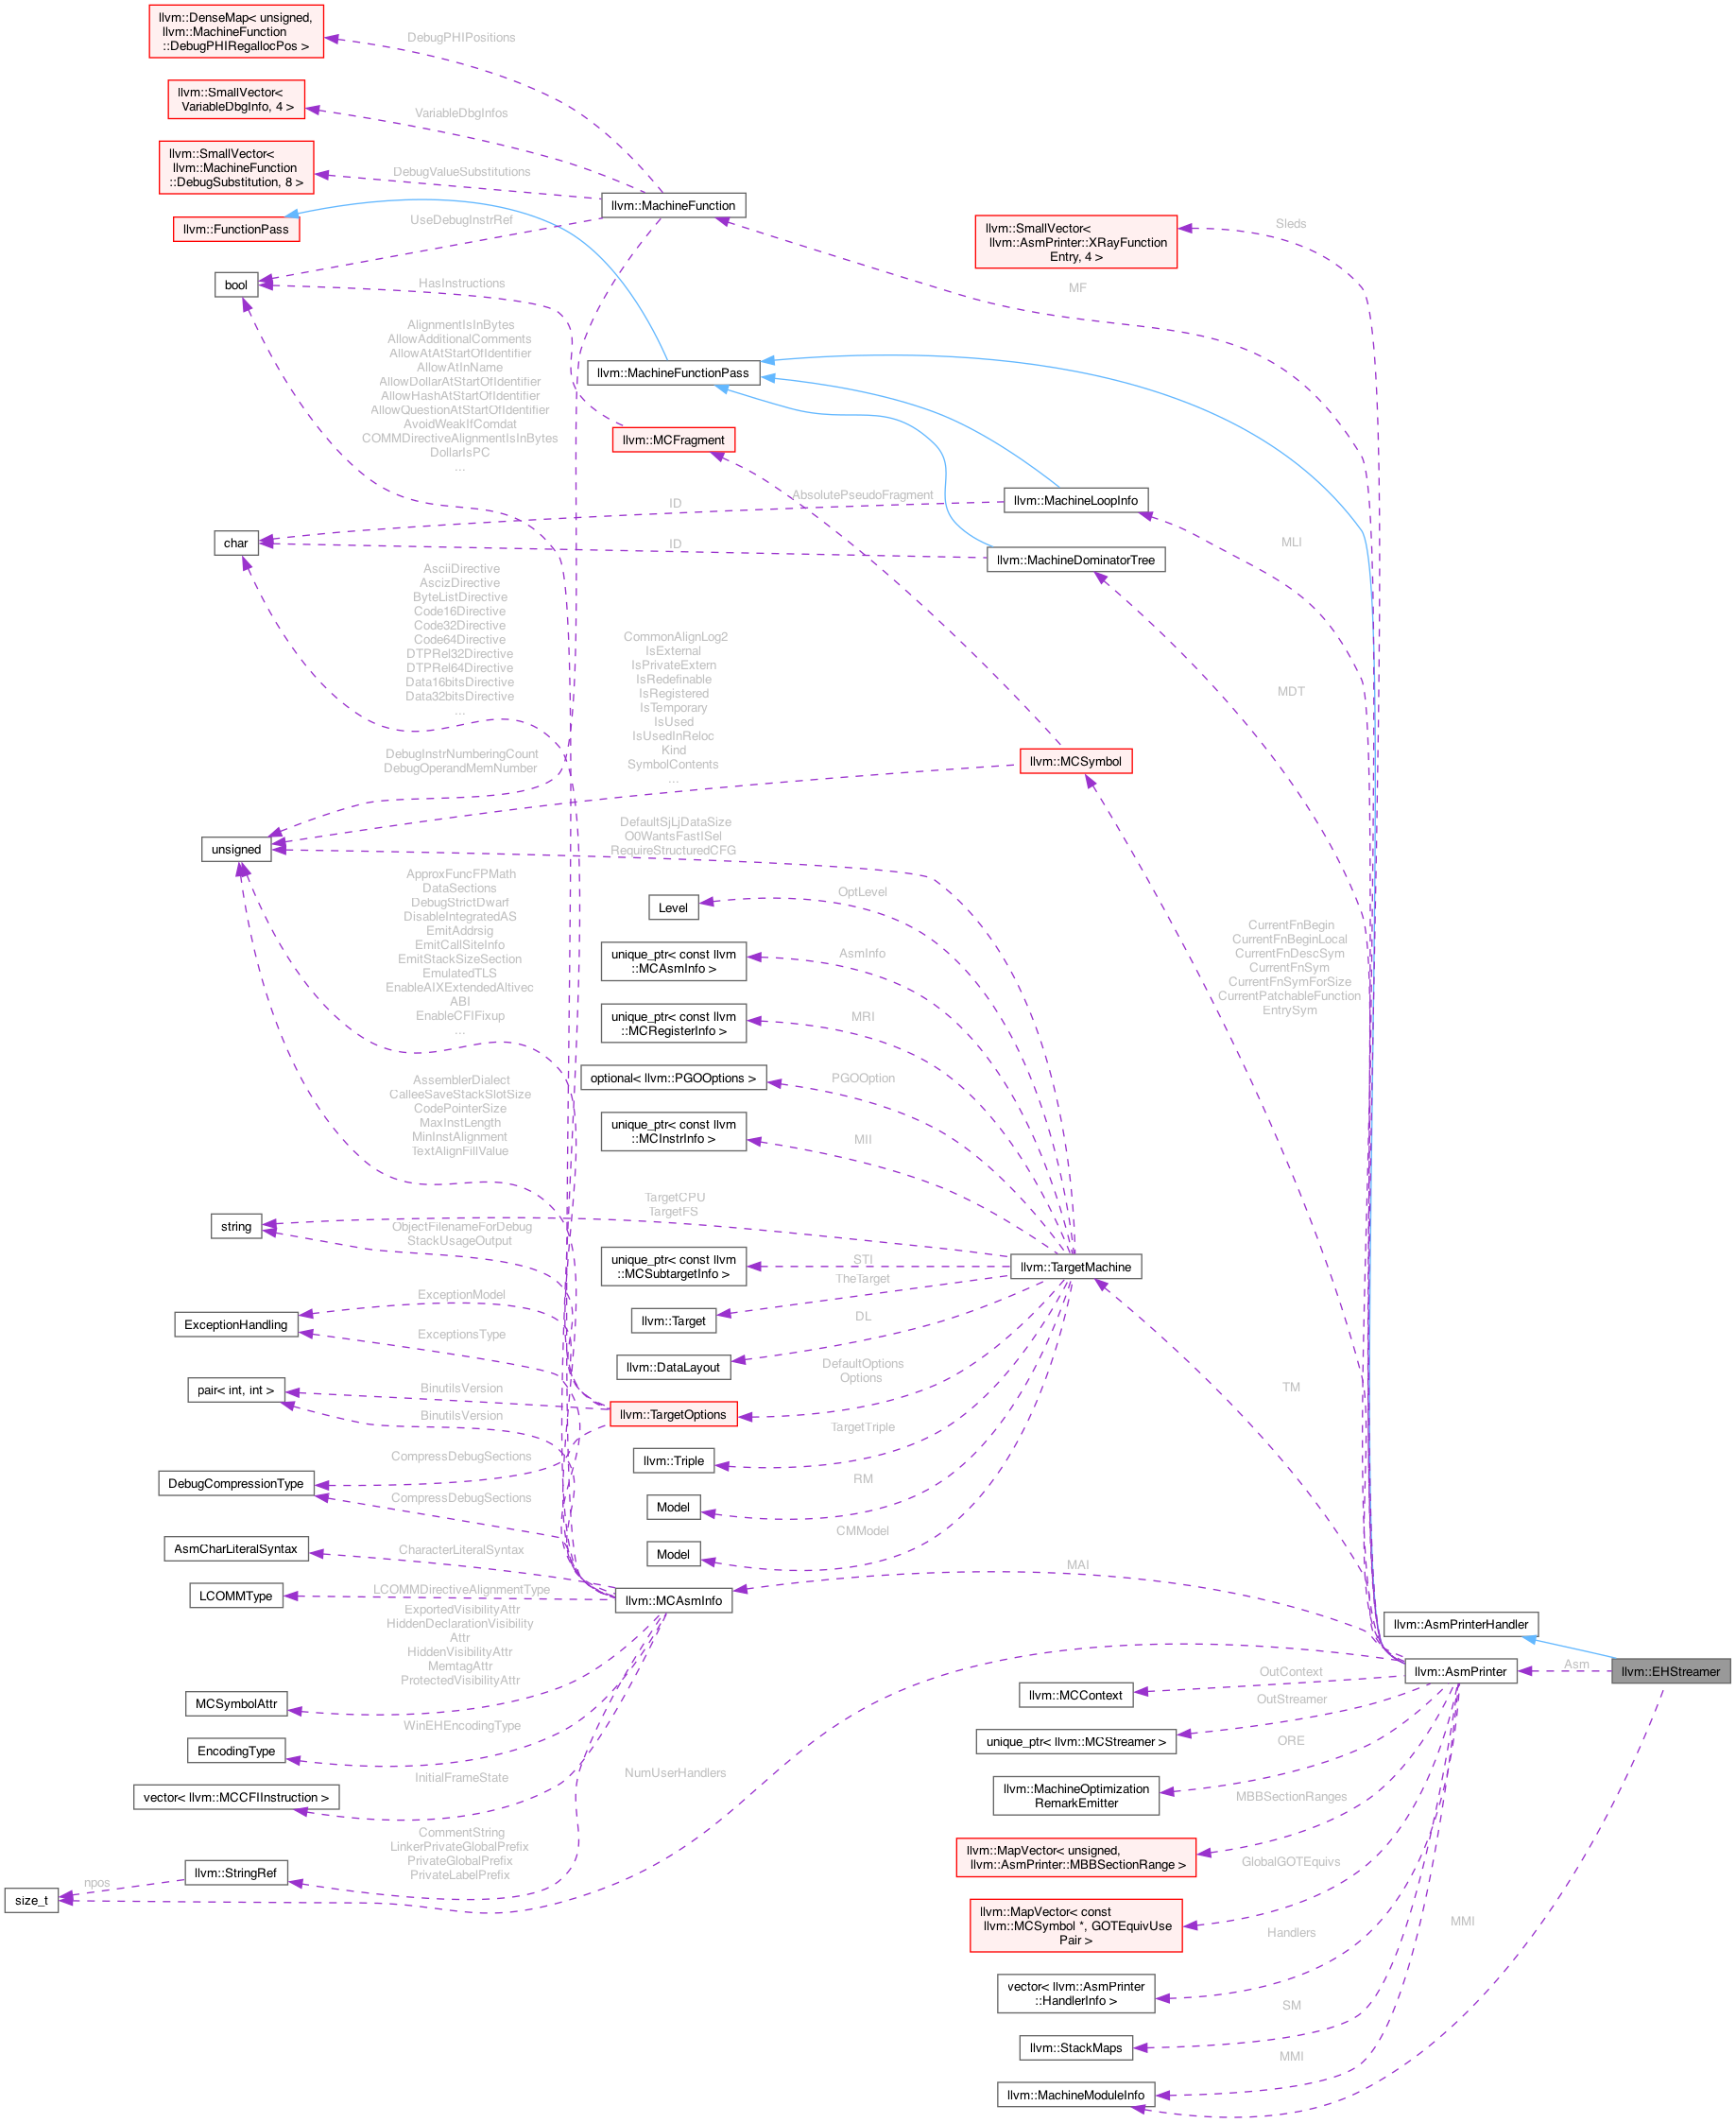 llvm::DenseMap< unsigned,
llvm::MachineFunction
::DebugPHIRegallocPos >
DebugPHIPositions
llvm::SmallVector<
VariableDbgInfo, 4 >
VariableDbgInfos
llvm::SmallVector<
llvm::MachineFunction
::DebugSubstitution, 8 >
DebugValueSubstitutions
llvm::MachineFunction
UseDebugInstrRef
llvm::FunctionPass
llvm::SmallVector<
llvm::AsmPrinter::XRayFunction
Entry, 4 >
Sleds
bool
HasInstructions
MF
AlignmentIsInBytes
AllowAdditionalComments
AllowAtAtStartOfIdentifier
AllowAtInName
AllowDollarAtStartOfIdentifier
AllowHashAtStartOfIdentifier
AllowQuestionAtStartOfIdentifier
AvoidWeakIfComdat
COMMDirectiveAlignmentIsInBytes
DollarIsPC
...
llvm::MachineFunctionPass
llvm::MCFragment
AbsolutePseudoFragment
llvm::MachineLoopInfo
ID
char
ID
llvm::MachineDominatorTree
MLI
AsciiDirective
AscizDirective
ByteListDirective
Code16Directive
Code32Directive
Code64Directive
DTPRel32Directive
DTPRel64Directive
Data16bitsDirective
Data32bitsDirective
...
CommonAlignLog2
IsExternal
IsPrivateExtern
IsRedefinable
IsRegistered
IsTemporary
IsUsed
IsUsedInReloc
Kind
SymbolContents
...
MDT
DebugInstrNumberingCount
DebugOperandMemNumber
llvm::MCSymbol
DefaultSjLjDataSize
O0WantsFastISel
RequireStructuredCFG
unsigned
ApproxFuncFPMath
DataSections
DebugStrictDwarf
DisableIntegratedAS
EmitAddrsig
EmitCallSiteInfo
EmitStackSizeSection
EmulatedTLS
EnableAIXExtendedAltivec
ABI
EnableCFIFixup
...
Level
OptLevel
unique_ptr< const llvm
::MCAsmInfo >
AsmInfo
CurrentFnBegin
CurrentFnBeginLocal
CurrentFnDescSym
CurrentFnSym
CurrentFnSymForSize
CurrentPatchableFunction
EntrySym
unique_ptr< const llvm
::MCRegisterInfo >
MRI
optional< llvm::PGOOptions >
PGOOption
AssemblerDialect
CalleeSaveStackSlotSize
CodePointerSize
MaxInstLength
MinInstAlignment
TextAlignFillValue
unique_ptr< const llvm
::MCInstrInfo >
MII
TargetCPU
TargetFS
string
ObjectFilenameForDebug
StackUsageOutput
unique_ptr< const llvm
::MCSubtargetInfo >
STI
llvm::TargetMachine
TheTarget
ExceptionModel
ExceptionHandling
ExceptionsType
llvm::Target
DL
llvm::DataLayout
DefaultOptions
Options
pair< int, int >
BinutilsVersion
BinutilsVersion
llvm::TargetOptions
TM
TargetTriple
llvm::Triple
CompressDebugSections
DebugCompressionType
CompressDebugSections
RM
Model
CMModel
Model
AsmCharLiteralSyntax
CharacterLiteralSyntax
MAI
LCOMMType
LCOMMDirectiveAlignmentType
llvm::MCAsmInfo
ExportedVisibilityAttr
HiddenDeclarationVisibility
Attr
HiddenVisibilityAttr
MemtagAttr
ProtectedVisibilityAttr
llvm::AsmPrinterHandler
llvm::AsmPrinter
Asm
llvm::EHStreamer
OutContext
llvm::MCContext
MCSymbolAttr
OutStreamer
unique_ptr< llvm::MCStreamer >
WinEHEncodingType
EncodingType
ORE
llvm::MachineOptimization
RemarkEmitter
InitialFrameState
vector< llvm::MCCFIInstruction >
NumUserHandlers
MBBSectionRanges
llvm::MapVector< unsigned,
llvm::AsmPrinter::MBBSectionRange >
CommentString
LinkerPrivateGlobalPrefix
PrivateGlobalPrefix
PrivateLabelPrefix
llvm::StringRef
npos
size_t
GlobalGOTEquivs
llvm::MapVector< const
llvm::MCSymbol *, GOTEquivUse
Pair >
Handlers
MMI
vector< llvm::AsmPrinter
::HandlerInfo >
SM
llvm::StackMaps
MMI
llvm::MachineModuleInfo